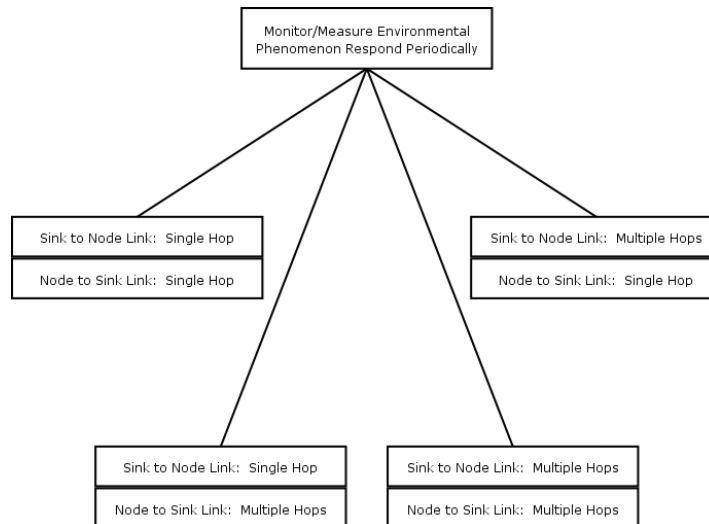 Monitor/Measure Environmental
Phenomenon Respond Periodically
Sink to Node Link: Single Hop
Node to Sink Link: Single Hop
Sink to Node Link: Multiple Hops
Node to Sink Link: Single Hop
Sink to Node Link: Single Hop
Node to Sink Link: Multiple Hops
Sink to Node Link: Multiple Hops
Node to Sink Link: Multiple Hops